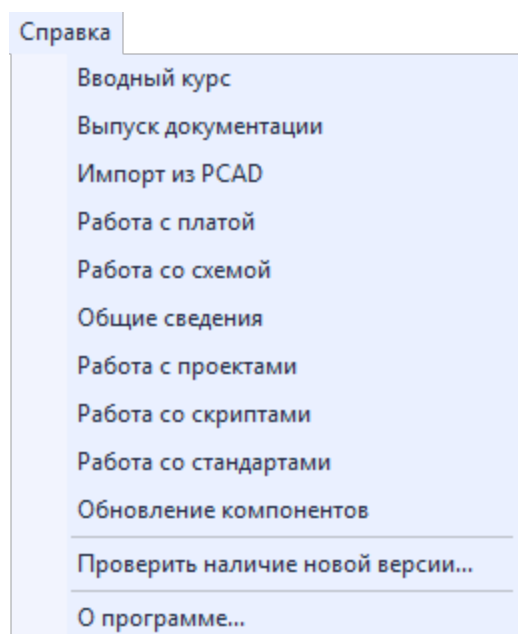 Справка
Вводный курс
Выпуск документации
Импорт из PCAD
Работа с платой
Работа со схемой
Общие сведения
Работа с проектами
Работа со скриптами
Работа со стандартами
Обновление компонентов
Проверить наличие новой версии...
О программе...